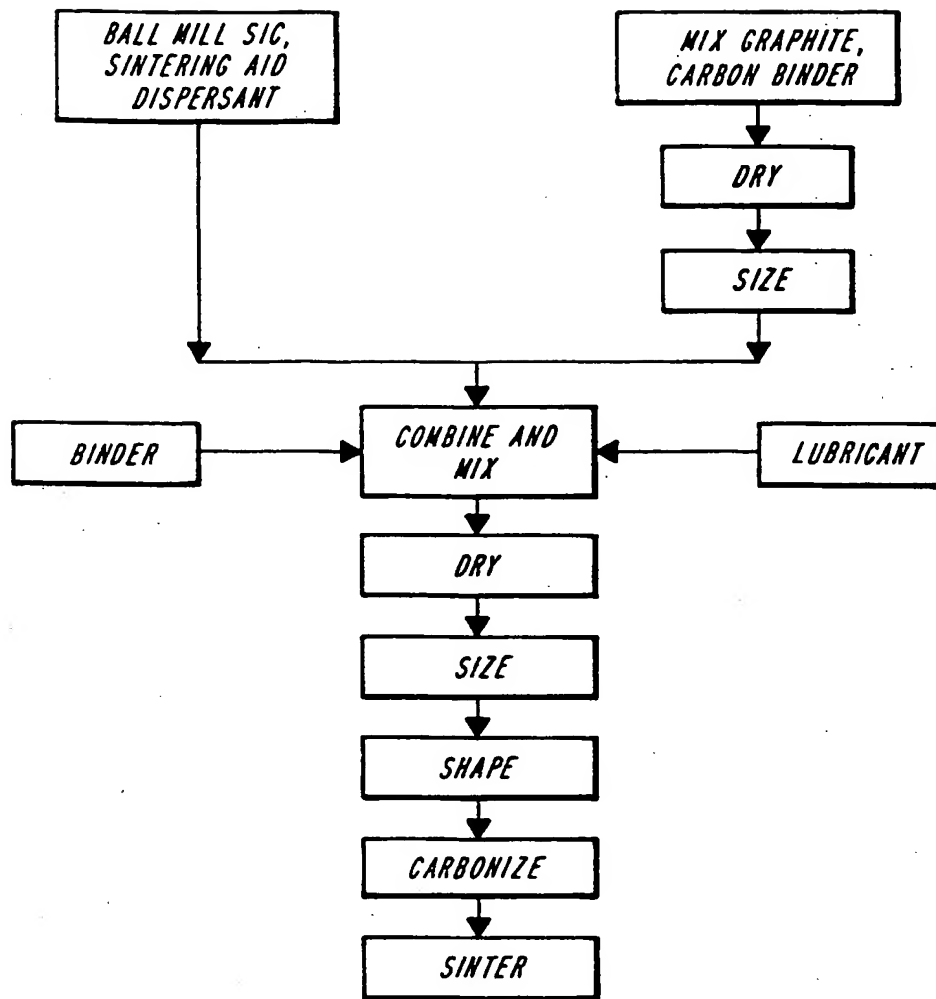 BALL MILL SIC,
SINTERING AID
DISPERSANT
MIX GRAPHITE,
CARBON BINDER
DRY
SIZE
BINDER
COMBINE AND
MIX
LUBRICANT
DRY
SIZE
SHAPE
CARBONIZE
SINTER